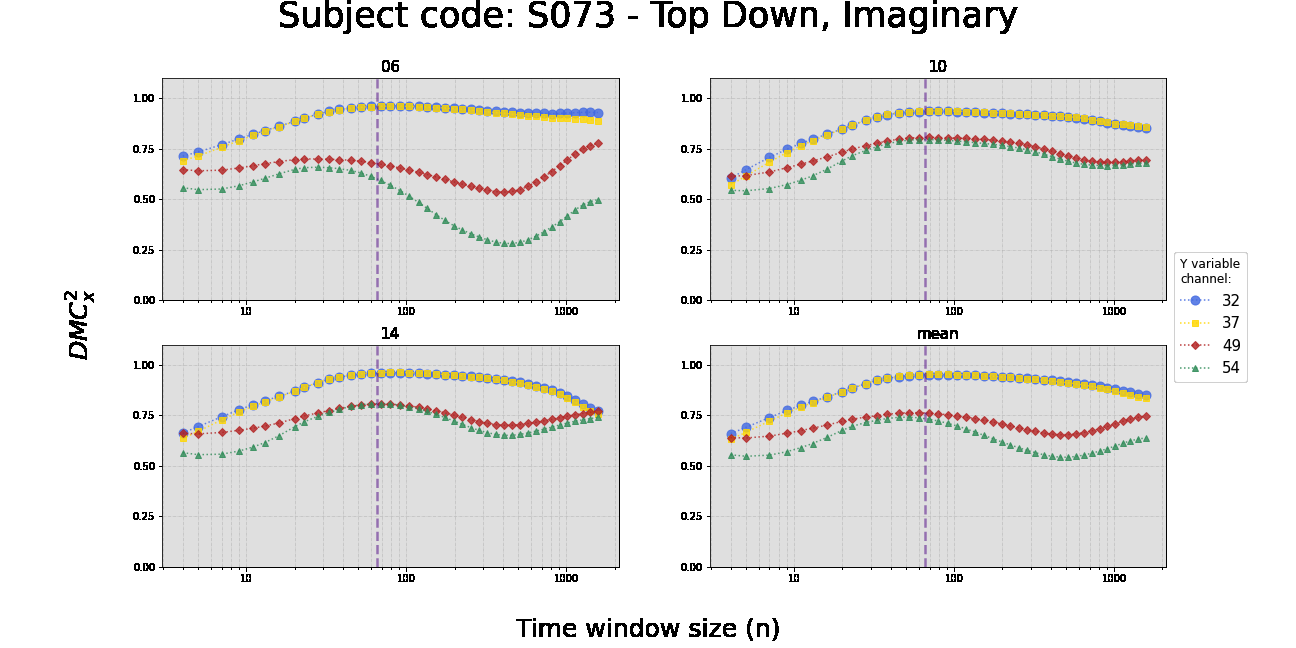 Subject code: S073 - Top Down, Imaginary
06
1.00
0.75
0.50
0.25
0.00
10 100 1000
10
1.00
0.75
0.50
0.25
0.00
10 100 1000
14
1.00
0.75
0.50
0.25
0.00
10 100 1000
mean
1.00
0.75
0.50
0.25
0.00
10 100 1000
DMC²ₓ
Time window size (n)
Y variable
channel:
32
37
49
54